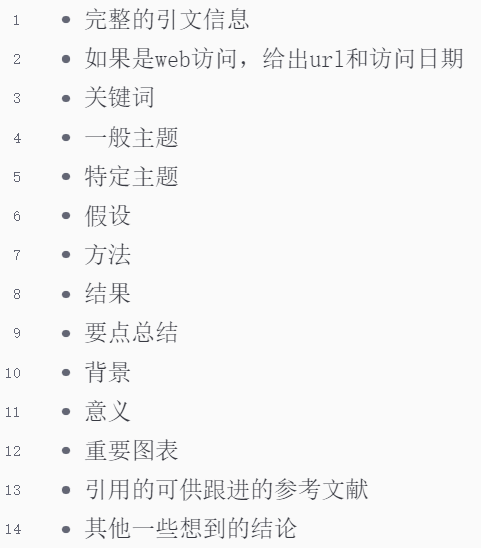 1 • 完整的引文信息
2 • 如果是web访问，给出url和访问日期
3 • 关键词
4 • 一般主题
5 • 特定主题
6 • 假设
7 • 方法
8 • 结果
9 • 要点总结
10 • 背景
11 • 意义
12 • 重要图表
13 • 引用的可供跟进的参考文献
14 • 其他一些想到的结论